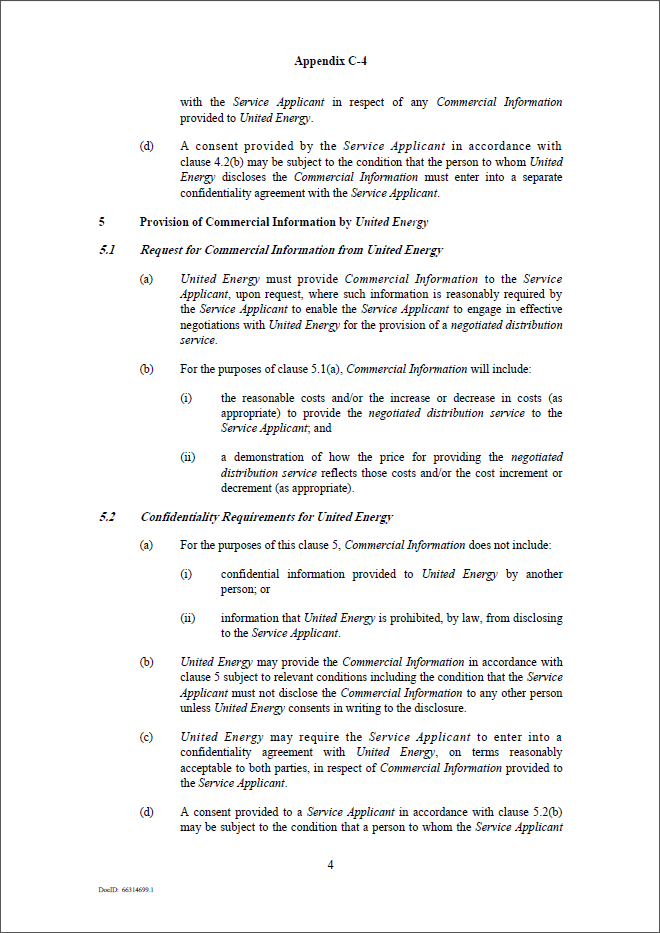 Appendix C-4
with the Service Applicant in respect of any Commercial Information
provided to United Energy.
(d) A consent provided by the Service Applicant in accordance with
clause 4.2(b) may be subject to the condition that the person to whom United
Energy discloses the Commercial Information must enter into a separate
confidentiality agreement with the Service Applicant.
5 Provision of Commercial Information by United Energy
5.1 Request for Commercial Information from United Energy
(a) United Energy must provide Commercial Information to the Service
Applicant, upon request, where such information is reasonably required by
the Service Applicant to enable the Service Applicant to engage in effective
negotiations with United Energy for the provision of a negotiated distribution
service.
(b) For the purposes of clause 5.1(a), Commercial Information will include:
(i) the reasonable costs and/or the increase or decrease in costs (as
appropriate) to provide the negotiated distribution service to the
Service Applicant; and
(ii) a demonstration of how the price for providing the negotiated
distribution service reflects those costs and/or the cost increment or
decrement (as appropriate).
5.2 Confidentiality Requirements for United Energy
(a) For the purposes of this clause 5, Commercial Information does not include:
(i) confidential information provided to United Energy by another
person; or
(ii) information that United Energy is prohibited, by law, from disclosing
to the Service Applicant.
(b) United Energy may provide the Commercial Information in accordance with
clause 5 subject to relevant conditions including the condition that the Service
Applicant must not disclose the Commercial Information to any other person
unless United Energy consents in writing to the disclosure.
(c) United Energy may require the Service Applicant to enter into a
confidentiality agreement with United Energy, on terms reasonably
acceptable to both parties, in respect of Commercial Information provided to
the Service Applicant.
(d) A consent provided to a Service Applicant in accordance with clause 5.2(b)
may be subject to the condition that a person to whom the Service Applicant
4
DocID: 66314699.1